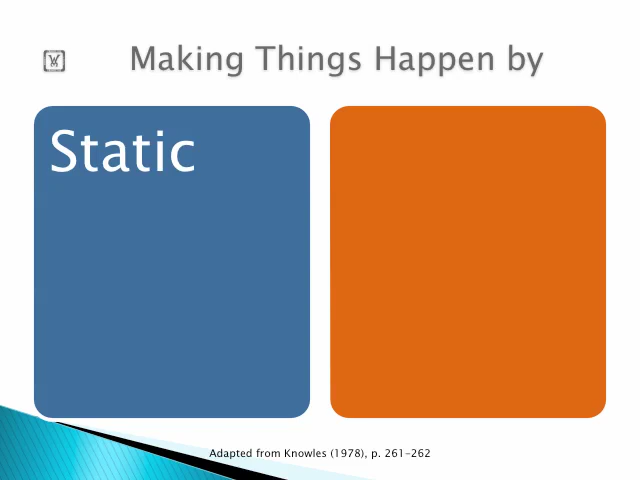 Making Things Happen by
Static
Adapted from Knowles (1978), p. 261-262